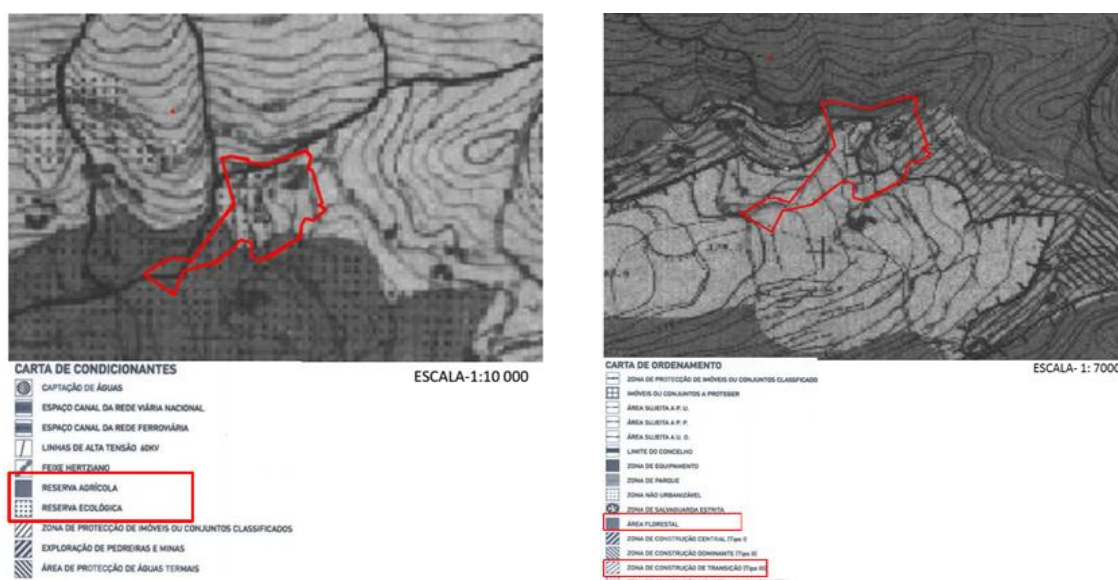 CARTA DE CONDICIONANTES
CAPTAÇÃO DE ÁGUAS
ESPAÇO CANAL DA REDE VIÁRIA NACIONAL
ESPAÇO CANAL DA REDE FERROVIÁRIA
LINHAS DE ALTA TENSÃO 60KV
FEIXE HERTZIANO
RESERVA AGRÍCOLA
RESERVA ECOLÓGICA
ZONA DE PROTECÇÃO DE IMÓVEIS OU CONJUNTOS CLASSIFICADOS
EXPLORAÇÃO DE PEDREIRAS E MINAS
ÁREA DE PROTECÇÃO DE ÁGUAS TERMAIS
ESCALA-1:10 000
CARTA DE ORDENAMENTO
ZONA DE PROTECÇÃO DE IMÓVEIS OU CONJUNTOS CLASSIFICADO
IMÓVEIS OU CONJUNTOS A PROTEGER
ÁREA SUJEITA A P. U.
ÁREA SUJEITA A P. P.
ÁREA SUJEITA A U. O.
LIMITE DO CONCELHO
ZONA DE EQUIPAMENTO
ZONA DE PARQUE
ZONA NÃO URBANIZÁVEL
ZONA DE SALVAGUARDA ESTRITA
ÁREA FLORESTAL
ZONA DE CONSTRUÇÃO CENTRAL (Tipo I)
ZONA DE CONSTRUÇÃO DOMINANTE (Tipo II)
ZONA DE CONSTRUÇÃO DE TRANSIÇÃO (Tipo III)
ESCALA- 1: 7000